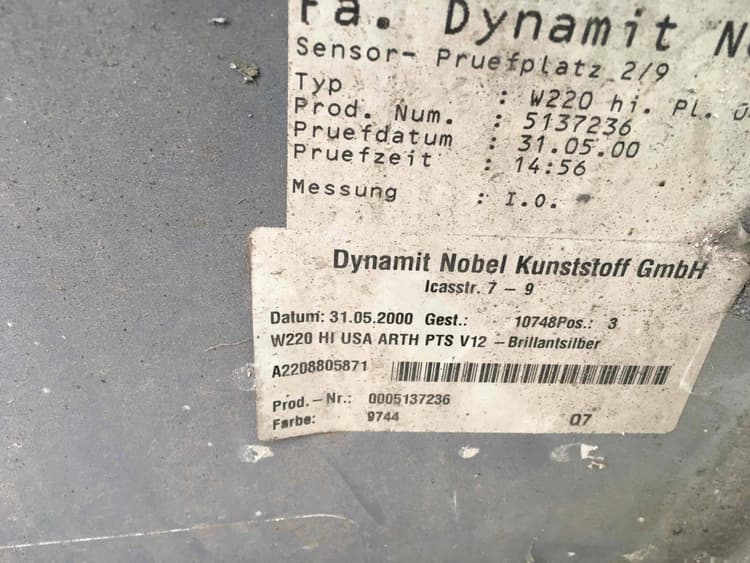 Fa. Dynamit
Sensor- Pruefplatz 2/9
Typ : W220 hi. Pl.
Prod. Num. : 5137236
Pruefdatum : 31.05.00
Pruefzeit : 14:56
Messung : I.O.
Dynamit Nobel Kunststoff GmbH
Icasstr. 7 - 9
Datum: 31.05.2000 Gest.: 10748Pos.: 3
W220 HI USA ARTH PTS V12 -Brillantsilber
A2208805871
Prod.-Nr.: 0005137236
Farbe: 9744 07